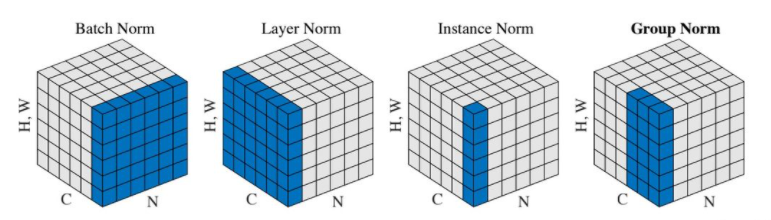 Batch Norm
Layer Norm
Instance Norm
Group Norm
H, W
C
N
H, W
C
N
H, W
C
N
H, W
C
N